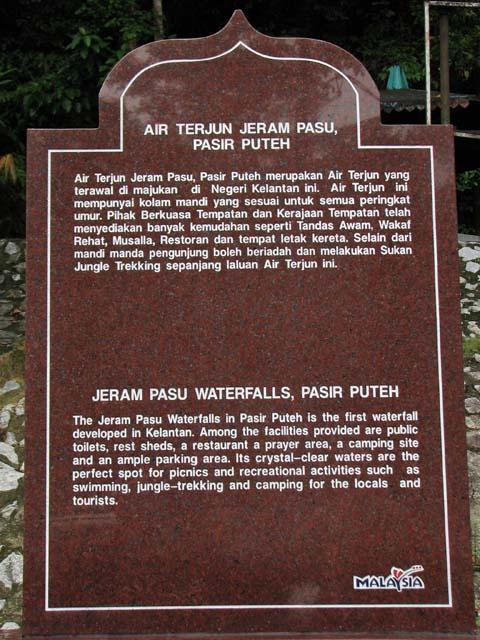 AIR TERJUN JERAM PASU,
PASIR PUTEH
Air Terjun Jeram Pasu, Pasir Puteh merupakan Air Terjun yang
terawal di majukan di Negeri Kelantan ini. Air Terjun ini
mempunyai kolam mandi yang sesuai untuk semua peringkat
umur. Pihak Berkuasa Tempatan dan Kerajaan Tempatan telah
menyediakan banyak kemudahan seperti Tandas Awam, Wakaf
Rehat, Musalla, Restoran dan tempat letak kereta. Selain dari
mandi manda pengunjung boleh beriadah dan melakukan Sukan
Jungle Trekking sepanjang laluan Air Terjun ini.
JERAM PASU WATERFALLS, PASIR PUTEH
The Jeram Pasu Waterfalls in Pasir Puteh is the first waterfall
developed in Kelantan. Among the facilities provided are public
toilets, rest sheds, a restaurant a prayer area, a camping site
and an ample parking area. Its crystal-clear waters are the
perfect spot for picnics and recreational activities such as
swimming, jungle-trekking and camping for the locals and
tourists.
MALAYSIA